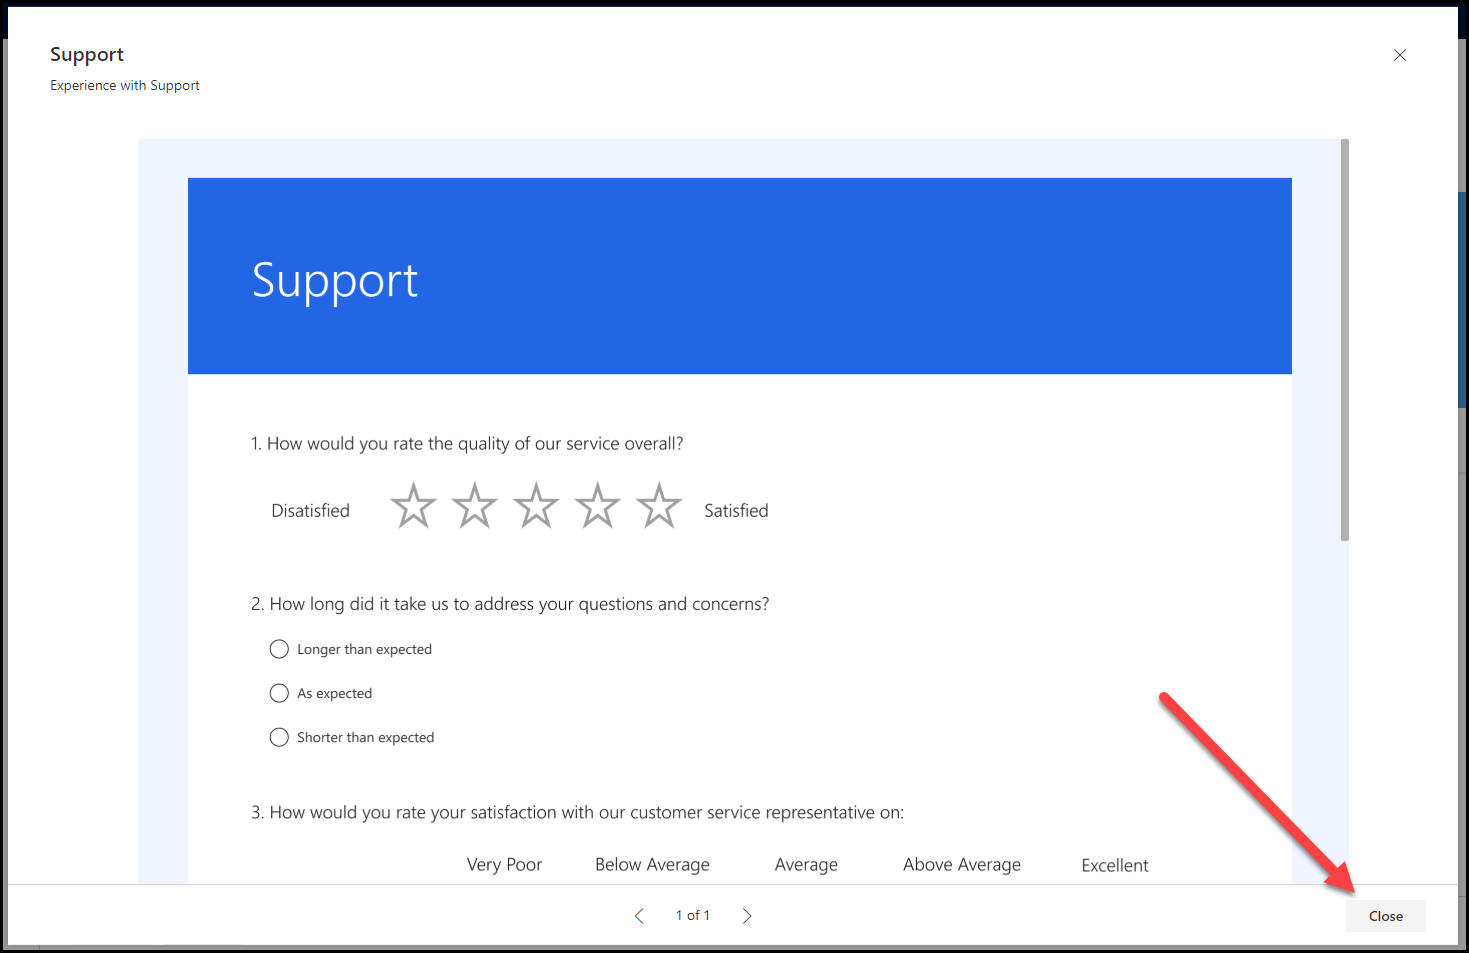 Support
Experience with Support
Support
1. How would you rate the quality of our service overall?
Disatisfied
Satisfied
2. How long did it take us to address your questions and concerns?
Longer than expected
As expected
Shorter than expected
3. How would you rate your satisfaction with our customer service representative on:
Very Poor Below Average Average Above Average Excellent
1 of 1
Close